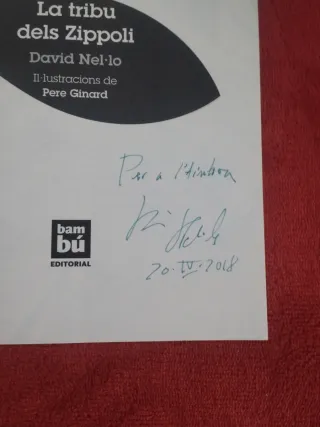 La tribu
dels Zippoli
David Nel·lo
Il·lustracions de
Pere Ginard
Per a l'Aintzoa
bam
bú
EDITORIAL
20·IV·2018